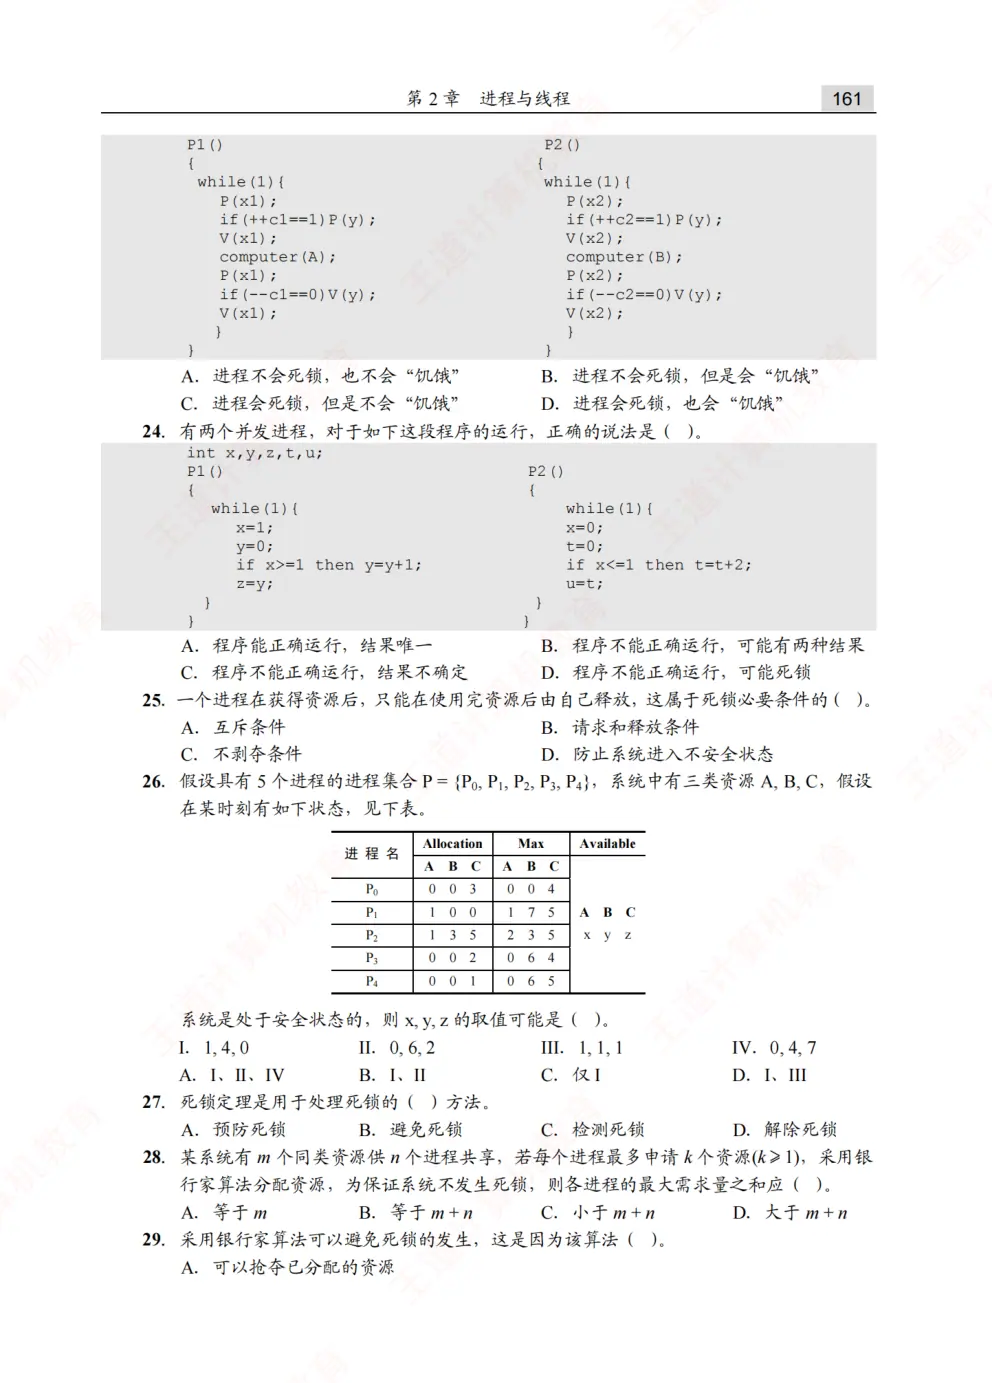 第 2 章 进程与线程 161
P1() P2()
{ {
while(1){ while(1){
P(x1); P(x2);
if(++c1==1)P(y); if(++c2==1)P(y);
V(x1); V(x2);
computer(A); computer(B);
P(x1); P(x2);
if(--c1==0)V(y); if(--c2==0)V(y);
V(x1); V(x2);
} }
} }
A. 进程不会死锁，也不会“饥饿” B. 进程不会死锁，但是会“饥饿”
C. 进程会死锁，但是不会“饥饿” D. 进程会死锁，也会“饥饿”
24. 有两个并发进程，对于如下这段程序的运行，正确的说法是（ ）。
int x,y,z,t,u;
P1() P2()
{ {
while(1){ while(1){
x=1; x=0;
y=0; t=0;
if x>=1 then y=y+1; if x<=1 then t=t+2;
z=y; u=t;
} }
} }
A. 程序能正确运行，结果唯一 B. 程序不能正确运行，可能有两种结果
C. 程序不能正确运行，结果不确定 D. 程序不能正确运行，可能死锁
25. 一个进程在获得资源后，只能在使用完资源后由自己释放，这属于死锁必要条件的（ ）。
A. 互斥条件 B. 请求和释放条件
C. 不剥夺条件 D. 防止系统进入不安全状态
26. 假设具有 5 个进程的进程集合 P = {P0, P1, P2, P3, P4}，系统中有三类资源 A, B, C，假设
在某时刻有如下状态，见下表。
进 程 名 Allocation Max Available
A B C A B C
P0 0 0 3 0 0 4
P1 1 0 0 1 7 5 A B C
P2 1 3 5 2 3 5 x y z
P3 0 0 2 0 6 4
P4 0 0 1 0 6 5
系统是处于安全状态的，则 x, y, z 的取值可能是（ ）。
I. 1, 4, 0 II. 0, 6, 2 III. 1, 1, 1 IV. 0, 4, 7
A. I、II、IV B. I、II C. 仅 I D. I、III
27. 死锁定理是用于处理死锁的（ ）方法。
A. 预防死锁 B. 避免死锁 C. 检测死锁 D. 解除死锁
28. 某系统有 m 个同类资源供 n 个进程共享，若每个进程最多申请 k 个资源(k≥1)，采用银
行家算法分配资源，为保证系统不发生死锁，则各进程的最大需求量之和应（ ）。
A. 等于 m B. 等于 m + n C. 小于 m + n D. 大于 m + n
29. 采用银行家算法可以避免死锁的发生，这是因为该算法（ ）。
A. 可以抢夺已分配的资源